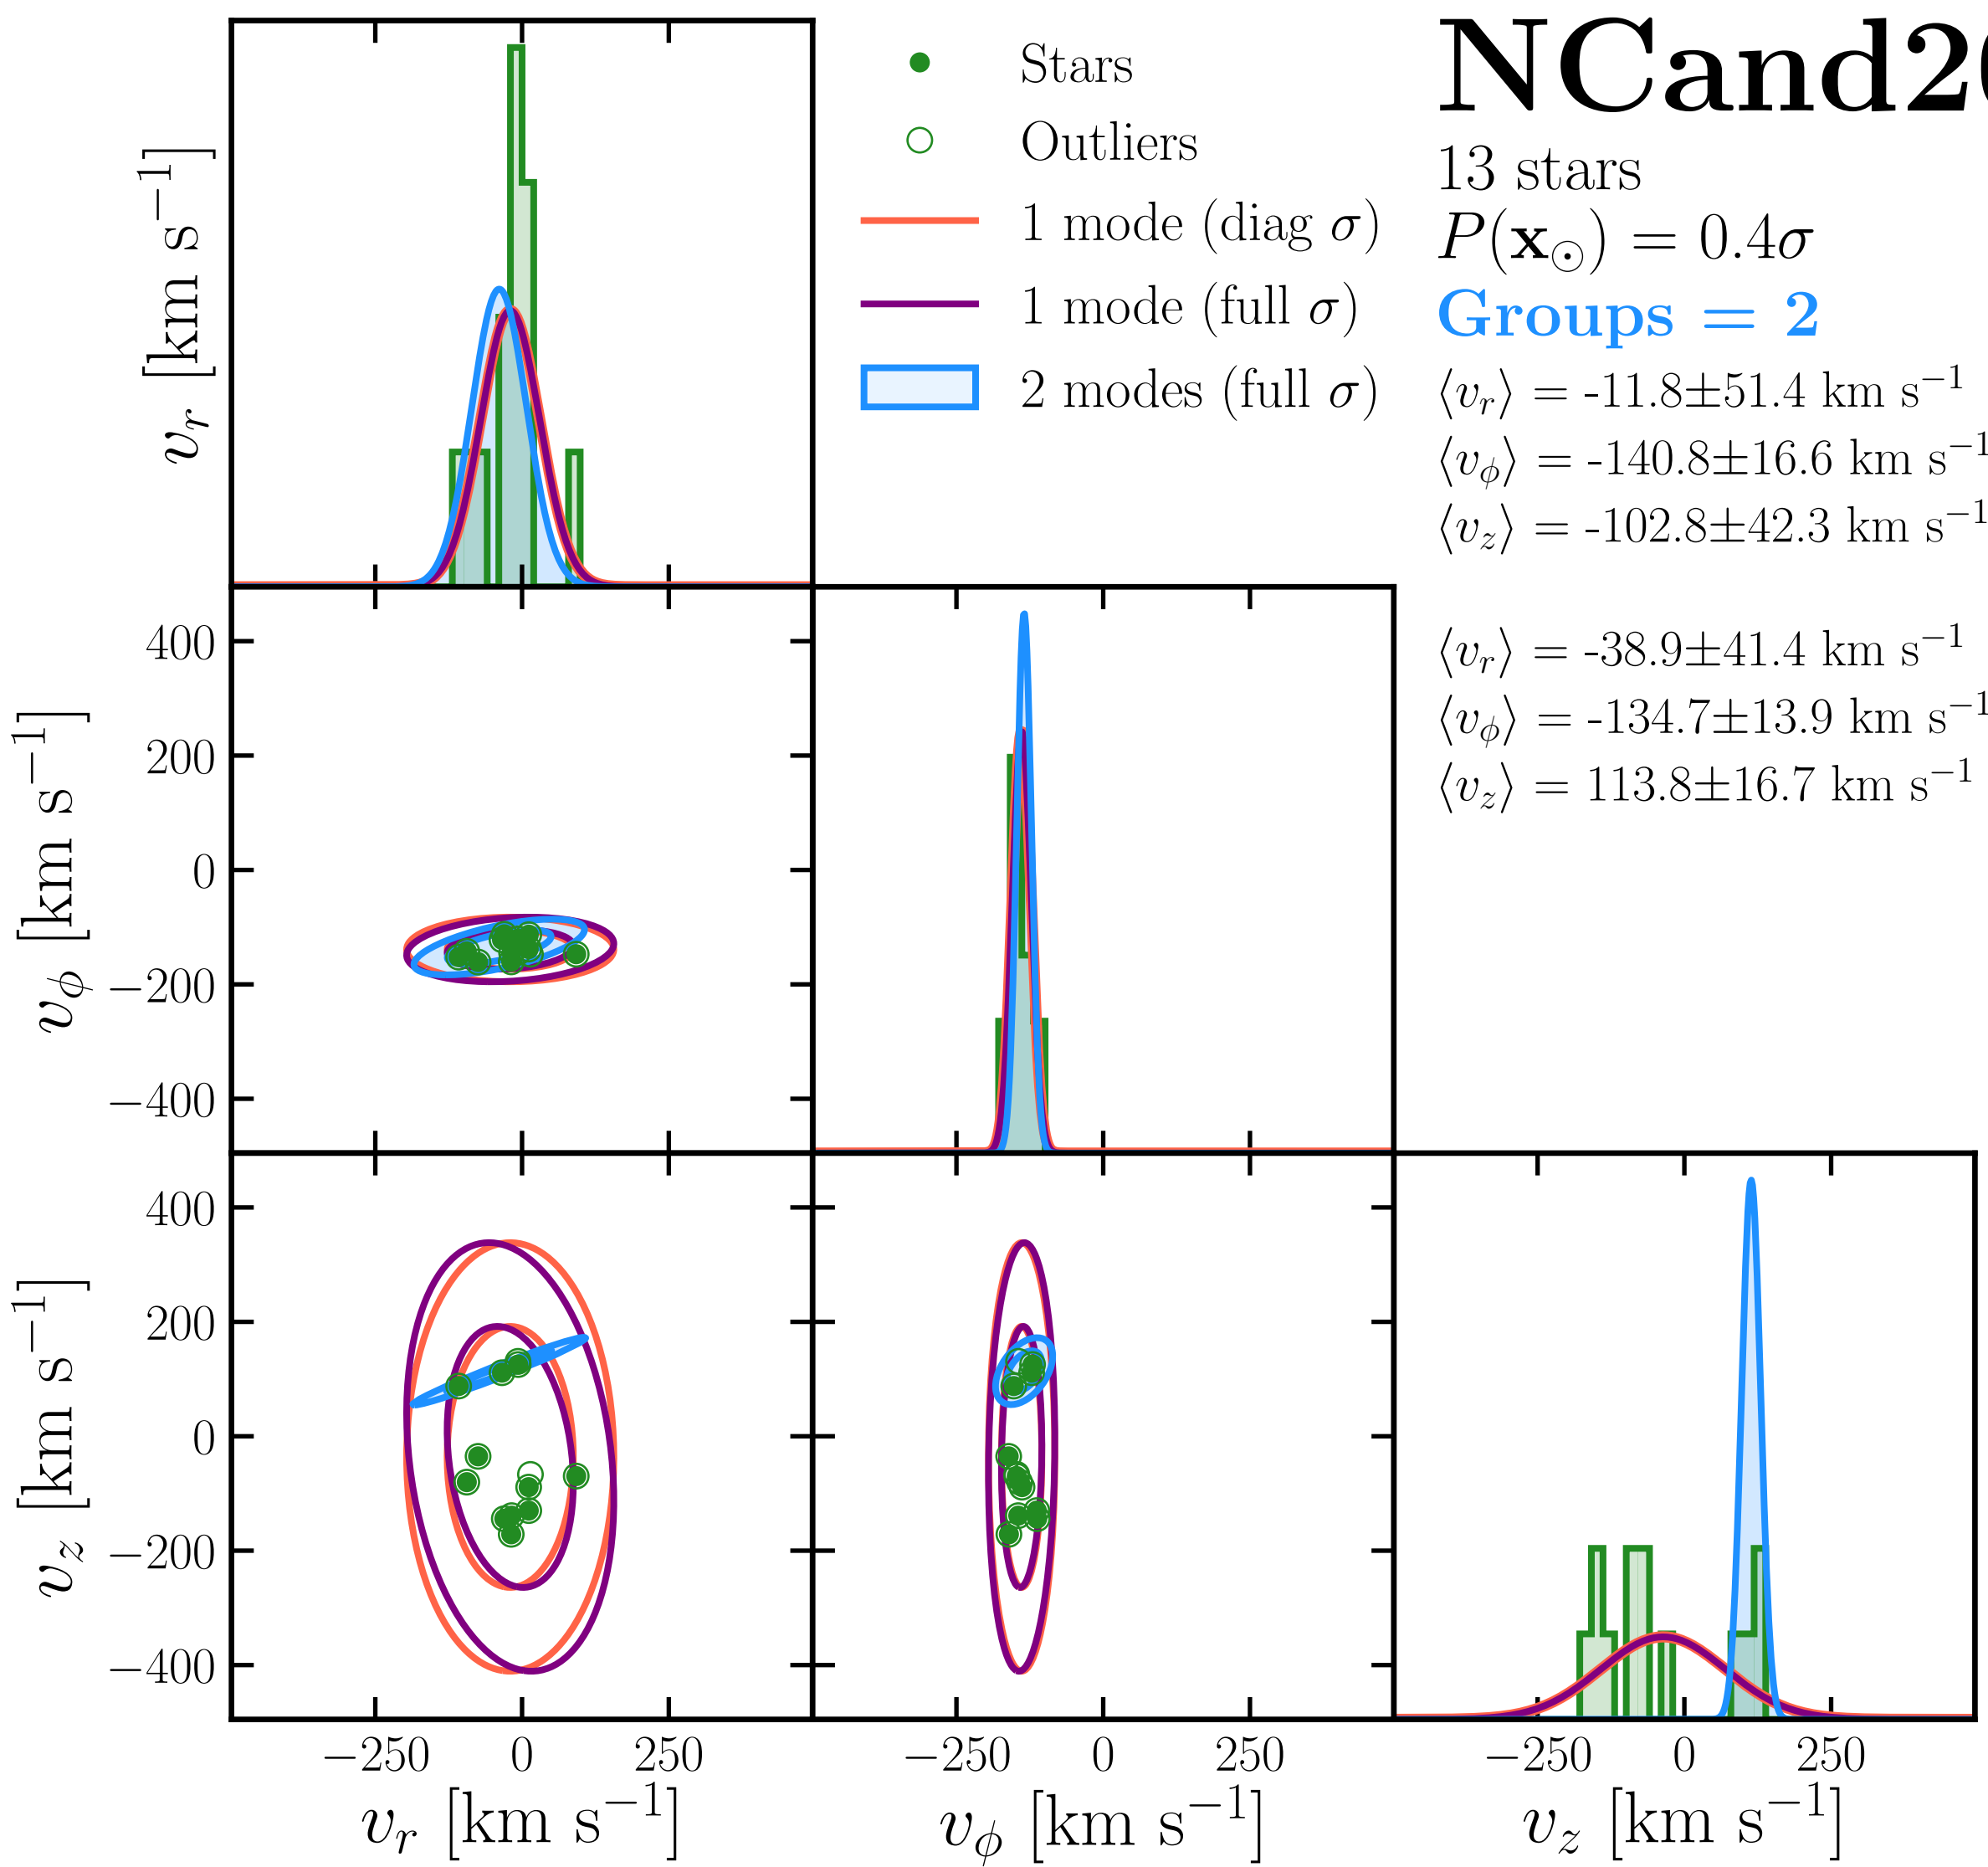 NCand2
13 stars
P(x⊙) = 0.4σ
Groups = 2
⟨v_r⟩ = -11.8±51.4 km s⁻¹
⟨v_ϕ⟩ = -140.8±16.6 km s⁻¹
⟨v_z⟩ = -102.8±42.3 km s⁻¹
⟨v_r⟩ = -38.9±41.4 km s⁻¹
⟨v_ϕ⟩ = -134.7±13.9 km s⁻¹
⟨v_z⟩ = 113.8±16.7 km s⁻¹
Stars
Outliers
1 mode (diag σ)
1 mode (full σ)
2 modes (full σ)
v_r [km s⁻¹]
400
200
0
−200
−400
v_ϕ [km s⁻¹]
400
200
0
−200
−400
v_z [km s⁻¹]
−250 0 250
−250 0 250
−250 0 250
v_r [km s⁻¹]
v_ϕ [km s⁻¹]
v_z [km s⁻¹]